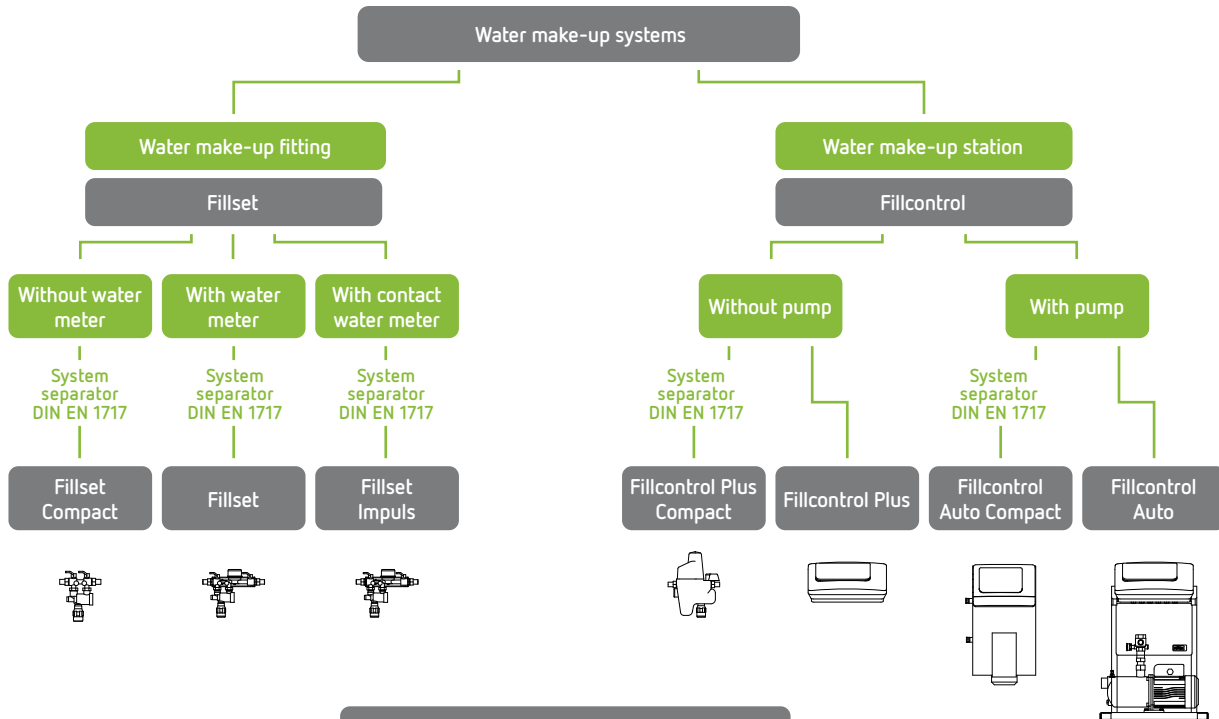 Water make-up systems
Water make-up fitting
Water make-up station
Fillset
Fillcontrol
Without water
meter
With water
meter
With contact
water meter
Without pump
With pump
System
separator
DIN EN 1717
System
separator
DIN EN 1717
System
separator
DIN EN 1717
System
separator
DIN EN 1717
System
separator
DIN EN 1717
Fillset
Compact
Fillset
Fillset
Impuls
Fillcontrol Plus
Compact
Fillcontrol Plus
Fillcontrol
Auto Compact
Fillcontrol
Auto